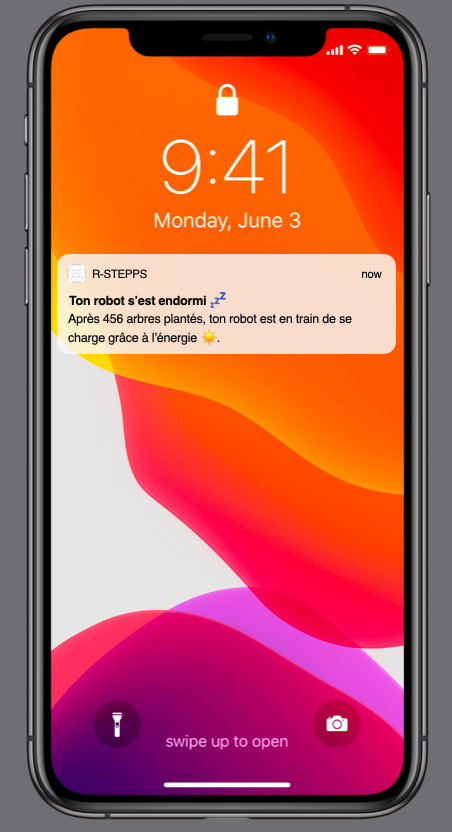 9:41
Monday, June 3
R-STEPPS now
Ton robot s’est endormi 💤
Après 456 arbres plantés, ton robot est en train de se
charge grâce à l’énergie ☀️.
swipe up to open